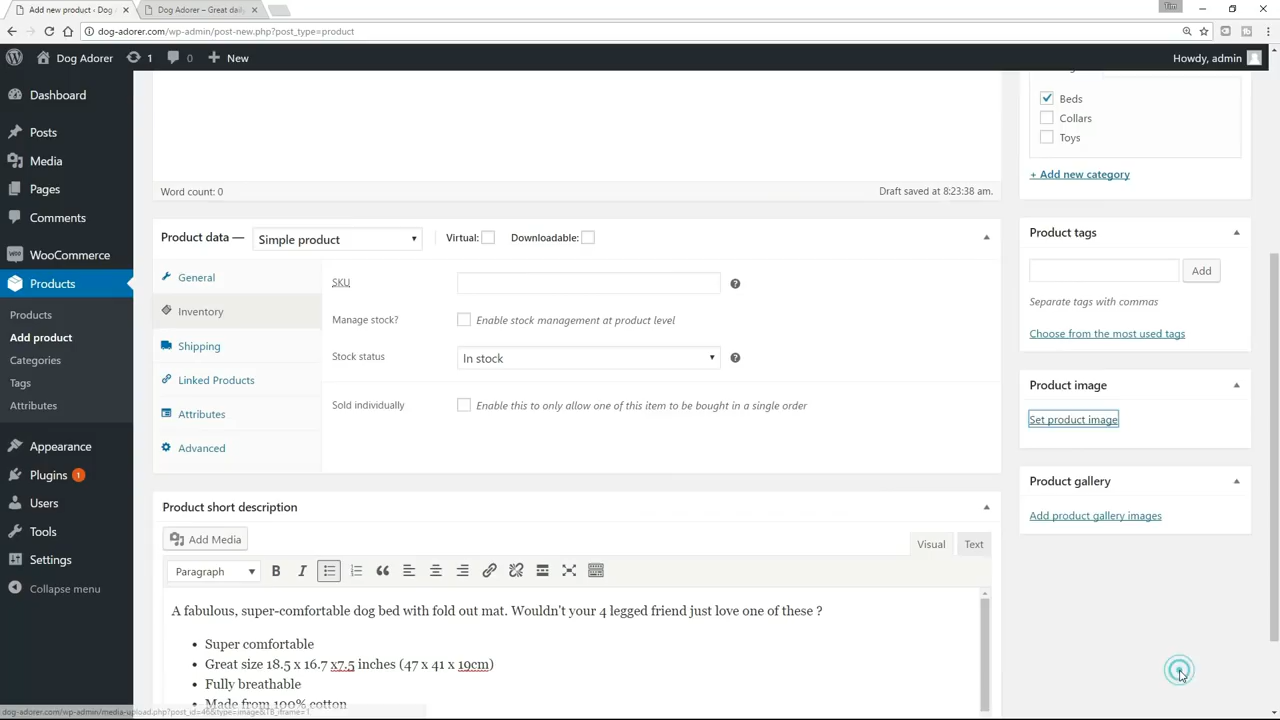 Add new product ‹ Dog A
Dog Adorer – Great dail
Tim
dog-adorer.com/wp-admin/post-new.php?post_type=product
Dog Adorer
1
0
New
Howdy, admin
Dashboard
Posts
Media
Pages
Comments
WooCommerce
Products
Products
Add product
Categories
Tags
Attributes
Appearance
Plugins 1
Users
Tools
Settings
Collapse menu
Word count: 0
Draft saved at 8:23:38 am.
Product data —
Simple product
Virtual:
Downloadable:
General
Inventory
Shipping
Linked Products
Attributes
Advanced
SKU
Manage stock?
Enable stock management at product level
Stock status
In stock
Sold individually
Enable this to only allow one of this item to be bought in a single order
Product short description
Add Media
Visual
Text
Paragraph
A fabulous, super-comfortable dog bed with fold out mat. Wouldn't your 4 legged friend just love one of these ?
Super comfortable
Great size 18.5 x 16.7 x7.5 inches (47 x 41 x 19cm)
Fully breathable
Made from 100% cotton
Beds
Collars
Toys
+ Add new category
Product tags
Add
Separate tags with commas
Choose from the most used tags
Product image
Set product image
Product gallery
Add product gallery images
dog-adorer.com/wp-admin/media-upload.php?post_id=46&type=image&TB_iframe=1